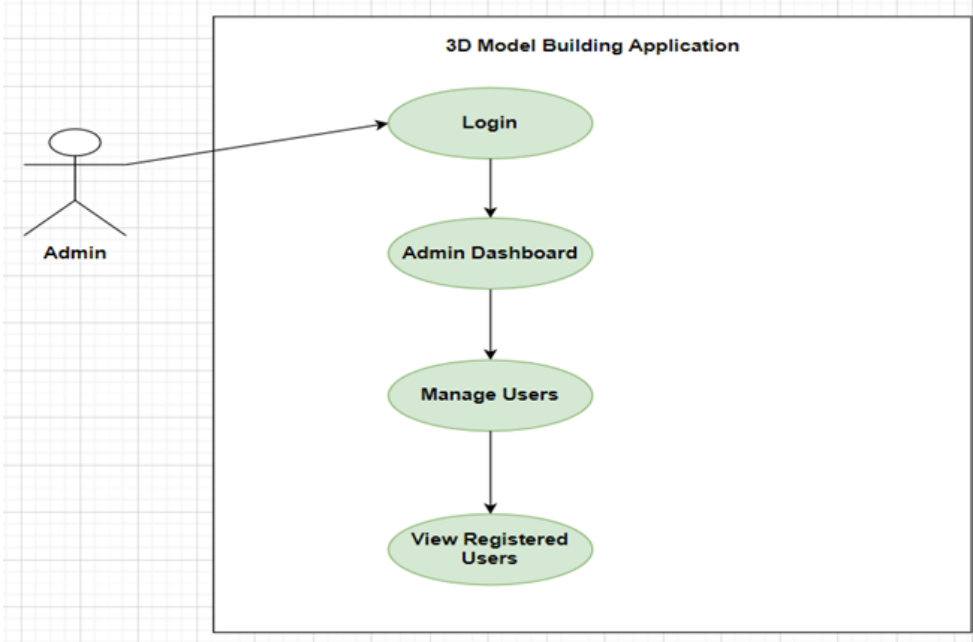 3D Model Building Application
Login
Admin Dashboard
Admin
Manage Users
View Registered
Users